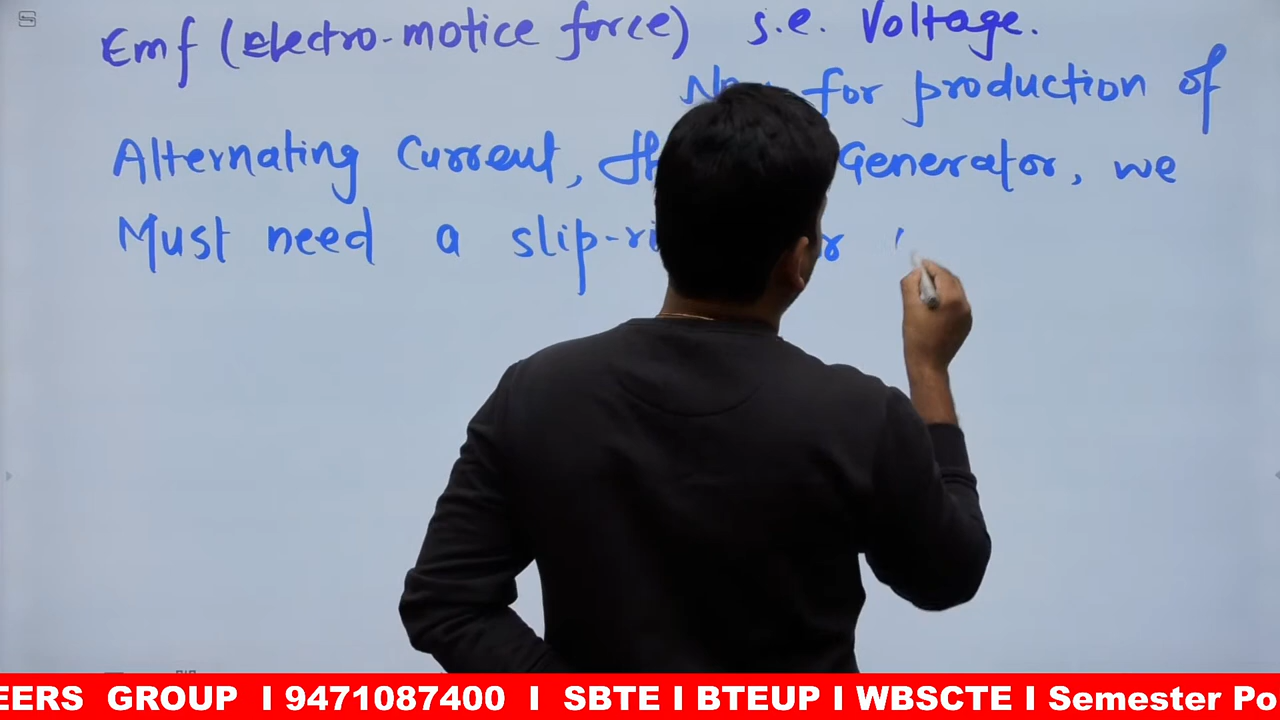 Emf (Electro-motice force) i.e. Voltage.
for production of
Alternating Current, Generator, we
Must need a slip-ri
EERS GROUP I 9471087400 I SBTE I BTEUP I WBSCTE I Semester Po